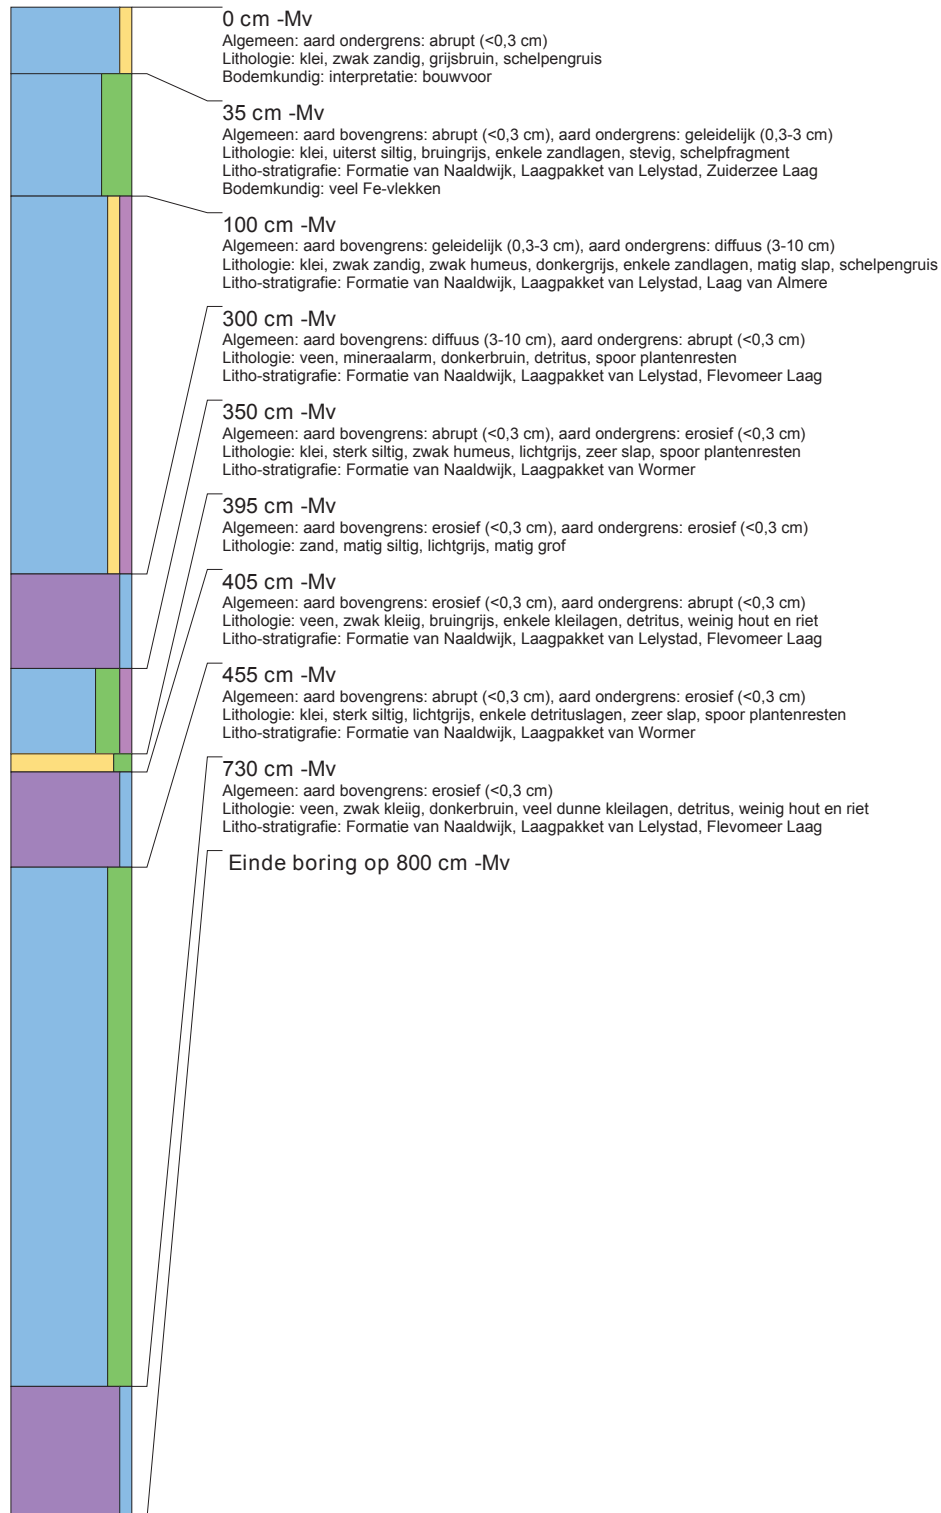 0 cm -Mv
Algemeen: aard ondergrens: abrupt (<0,3 cm)
Lithologie: klei, zwak zandig, grijsbruin, schelpengruis
Bodemkundig: interpretatie: bouwvoor
35 cm -Mv
Algemeen: aard bovengrens: abrupt (<0,3 cm), aard ondergrens: geleidelijk (0,3-3 cm)
Lithologie: klei, uiterst siltig, bruingrijs, enkele zandlagen, stevig, schelpfragment
Litho-stratigrafie: Formatie van Naaldwijk, Laagpakket van Lelystad, Zuiderzee Laag
Bodemkundig: veel Fe-vlekken
100 cm -Mv
Algemeen: aard bovengrens: geleidelijk (0,3-3 cm), aard ondergrens: diffuus (3-10 cm)
Lithologie: klei, zwak zandig, zwak humeus, donkergrijs, enkele zandlagen, matig slap, schelpengruis
Litho-stratigrafie: Formatie van Naaldwijk, Laagpakket van Lelystad, Laag van Almere
300 cm -Mv
Algemeen: aard bovengrens: diffuus (3-10 cm), aard ondergrens: abrupt (<0,3 cm)
Lithologie: veen, mineraalarm, donkerbruin, detritus, spoor plantenresten
Litho-stratigrafie: Formatie van Naaldwijk, Laagpakket van Lelystad, Flevomeer Laag
350 cm -Mv
Algemeen: aard bovengrens: abrupt (<0,3 cm), aard ondergrens: erosief (<0,3 cm)
Lithologie: klei, sterk siltig, zwak humeus, lichtgrijs, zeer slap, spoor plantenresten
Litho-stratigrafie: Formatie van Naaldwijk, Laagpakket van Wormer
395 cm -Mv
Algemeen: aard bovengrens: erosief (<0,3 cm), aard ondergrens: erosief (<0,3 cm)
Lithologie: zand, matig siltig, lichtgrijs, matig grof
405 cm -Mv
Algemeen: aard bovengrens: erosief (<0,3 cm), aard ondergrens: abrupt (<0,3 cm)
Lithologie: veen, zwak kleiig, bruingrijs, enkele kleilagen, detritus, weinig hout en riet
Litho-stratigrafie: Formatie van Naaldwijk, Laagpakket van Lelystad, Flevomeer Laag
455 cm -Mv
Algemeen: aard bovengrens: abrupt (<0,3 cm), aard ondergrens: erosief (<0,3 cm)
Lithologie: klei, sterk siltig, lichtgrijs, enkele detrituslagen, zeer slap, spoor plantenresten
Litho-stratigrafie: Formatie van Naaldwijk, Laagpakket van Wormer
730 cm -Mv
Algemeen: aard bovengrens: erosief (<0,3 cm)
Lithologie: veen, zwak kleiig, donkerbruin, veel dunne kleilagen, detritus, weinig hout en riet
Litho-stratigrafie: Formatie van Naaldwijk, Laagpakket van Lelystad, Flevomeer Laag
Einde boring op 800 cm -Mv